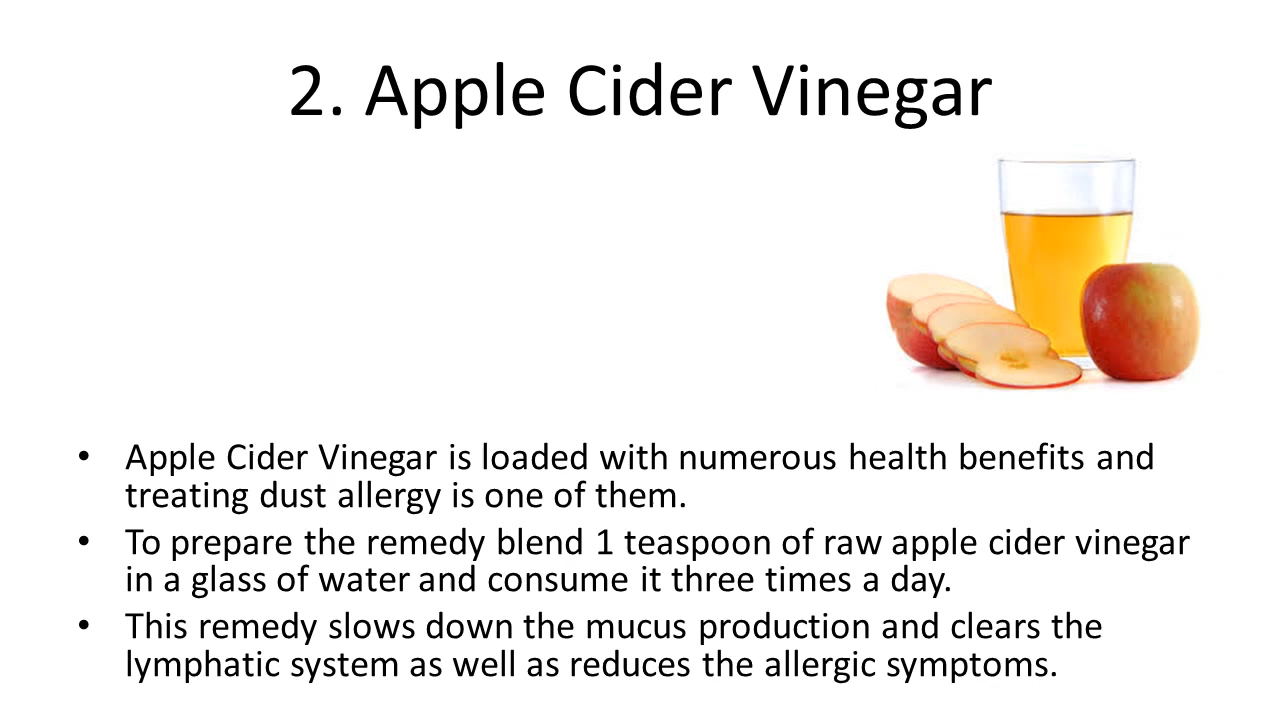 2. Apple Cider Vinegar
• Apple Cider Vinegar is loaded with numerous health benefits and
treating dust allergy is one of them.
• To prepare the remedy blend 1 teaspoon of raw apple cider vinegar
in a glass of water and consume it three times a day.
• This remedy slows down the mucus production and clears the
lymphatic system as well as reduces the allergic symptoms.